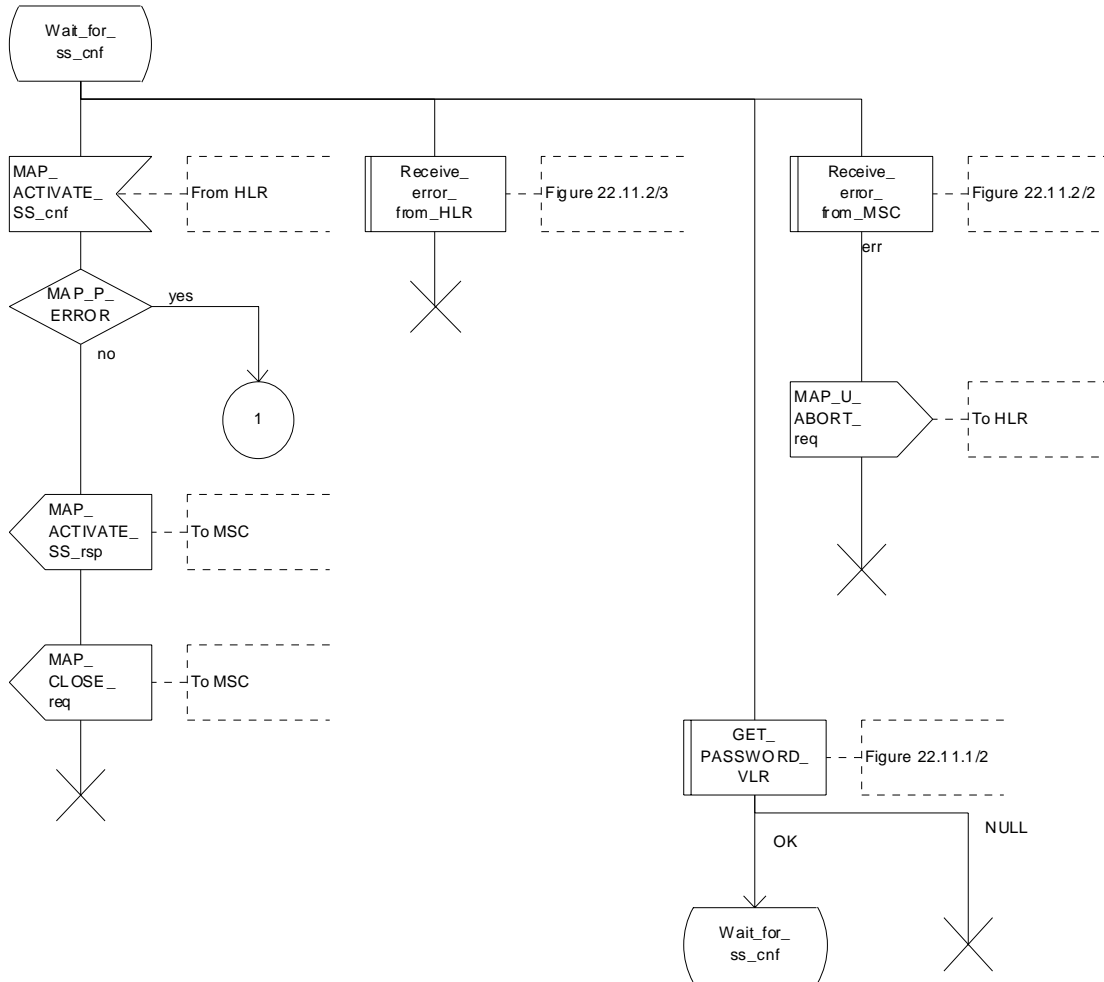 Wait_for_
ss_cnf
MAP_
ACTIVATE_
SS_cnf
From HLR
Receive_
error_
from_HLR
Figure 22.11.2/3
Receive_
error_
from_MSC
Figure 22.11.2/2
err
MAP_P_
ERROR
yes
no
1
MAP_U_
ABORT_
req
To HLR
MAP_
ACTIVATE_
SS_rsp
To MSC
MAP_
CLOSE_
req
To MSC
GET_
PASSWORD_
VLR
Figure 22.11.1/2
OK
NULL
Wait_for_
ss_cnf